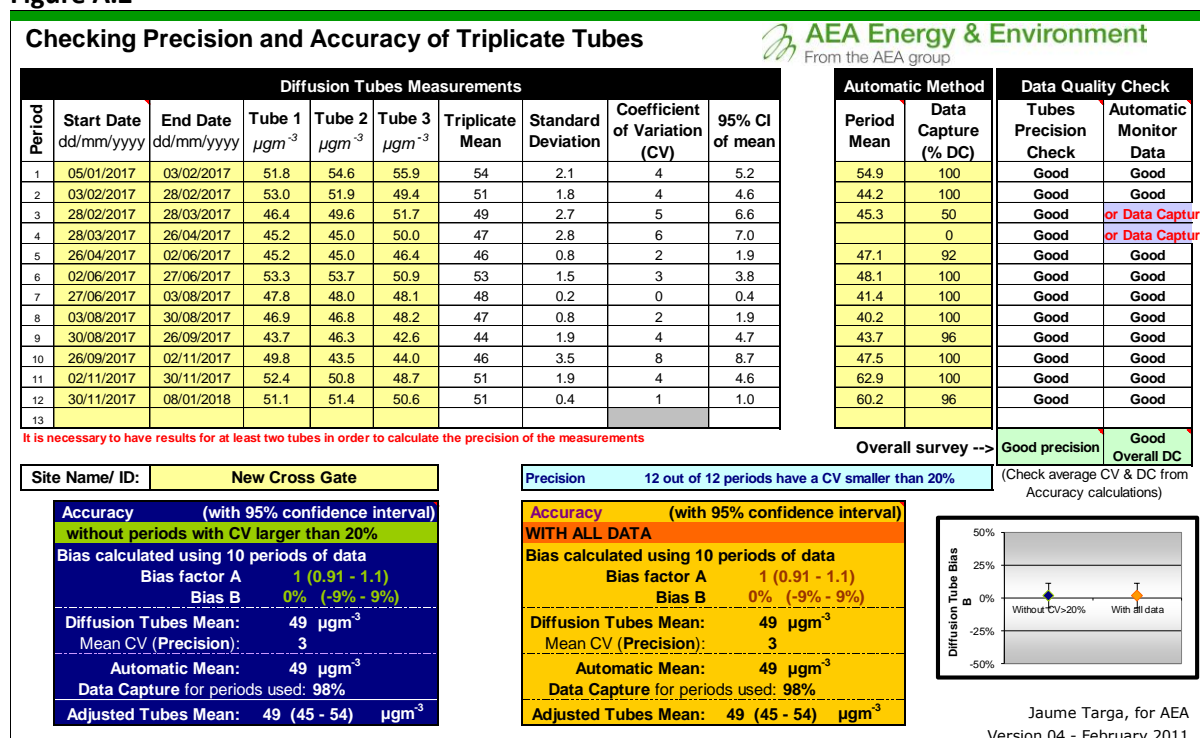 Checking Precision and Accuracy of Triplicate Tubes
AEA Energy & Environment
From the AEA group
Diffusion Tubes Measurements
Period Start Date dd/mm/yyyy End Date dd/mm/yyyy Tube 1 µgm-3 Tube 2 µgm-3 Tube 3 µgm-3 Triplicate Mean Standard Deviation Coefficient of Variation (CV) 95% CI of mean
Automatic Method Data Quality Check
Period Mean Data Capture (% DC) Tubes Precision Check Automatic Monitor Data
1 05/01/2017 03/02/2017 51.8 54.6 55.9 54 2.1 4 5.2 54.9 100 Good Good
2 03/02/2017 28/02/2017 53.0 51.9 49.4 51 1.8 4 4.6 44.2 100 Good Good
3 28/02/2017 28/03/2017 46.4 49.6 51.7 49 2.7 5 6.6 45.3 50 Good or Data Captur
4 28/03/2017 26/04/2017 45.2 45.0 50.0 47 2.8 6 7.0 0 Good or Data Captur
5 26/04/2017 02/06/2017 45.2 45.0 46.4 46 0.8 2 1.9 47.1 92 Good Good
6 02/06/2017 27/06/2017 53.3 53.7 50.9 53 1.5 3 3.8 48.1 100 Good Good
7 27/06/2017 03/08/2017 47.8 48.0 48.1 48 0.2 0 0.4 41.4 100 Good Good
8 03/08/2017 30/08/2017 46.9 46.8 48.2 47 0.8 2 1.9 40.2 100 Good Good
9 30/08/2017 26/09/2017 43.7 46.3 42.6 44 1.9 4 4.7 43.7 96 Good Good
10 26/09/2017 02/11/2017 49.8 43.5 44.0 46 3.5 8 8.7 47.5 100 Good Good
11 02/11/2017 30/11/2017 52.4 50.8 48.7 51 1.9 4 4.6 62.9 100 Good Good
12 30/11/2017 08/01/2018 51.1 51.4 50.6 51 0.4 1 1.0 60.2 96 Good Good
13
It is necessary to have results for at least two tubes in order to calculate the precision of the measurements
Overall survey --> Good precision Good Overall DC
(Check average CV & DC from Accuracy calculations)
Site Name/ ID: New Cross Gate
Precision 12 out of 12 periods have a CV smaller than 20%
Accuracy (with 95% confidence interval)
without periods with CV larger than 20%
Bias calculated using 10 periods of data
Bias factor A 1 (0.91 - 1.1)
Bias B 0% (-9% - 9%)
Diffusion Tubes Mean: 49 µgm-3
Mean CV (Precision): 3
Automatic Mean: 49 µgm-3
Data Capture for periods used: 98%
Adjusted Tubes Mean: 49 (45 - 54) µgm-3
Accuracy (with 95% confidence interval)
WITH ALL DATA
Bias calculated using 10 periods of data
Bias factor A 1 (0.91 - 1.1)
Bias B 0% (-9% - 9%)
Diffusion Tubes Mean: 49 µgm-3
Mean CV (Precision): 3
Automatic Mean: 49 µgm-3
Data Capture for periods used: 98%
Adjusted Tubes Mean: 49 (45 - 54) µgm-3
Diffusion Tube Bias B
50%
25%
0%
-25%
-50%
Without CV>20% With all data
Jaume Targa, for AEA
Version 04 - February 2011